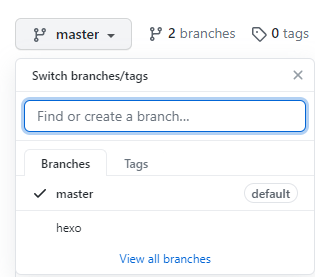 master 2 branches 0 tags
Switch branches/tags
Find or create a branch...
Branches Tags
master default
hexo
View all branches